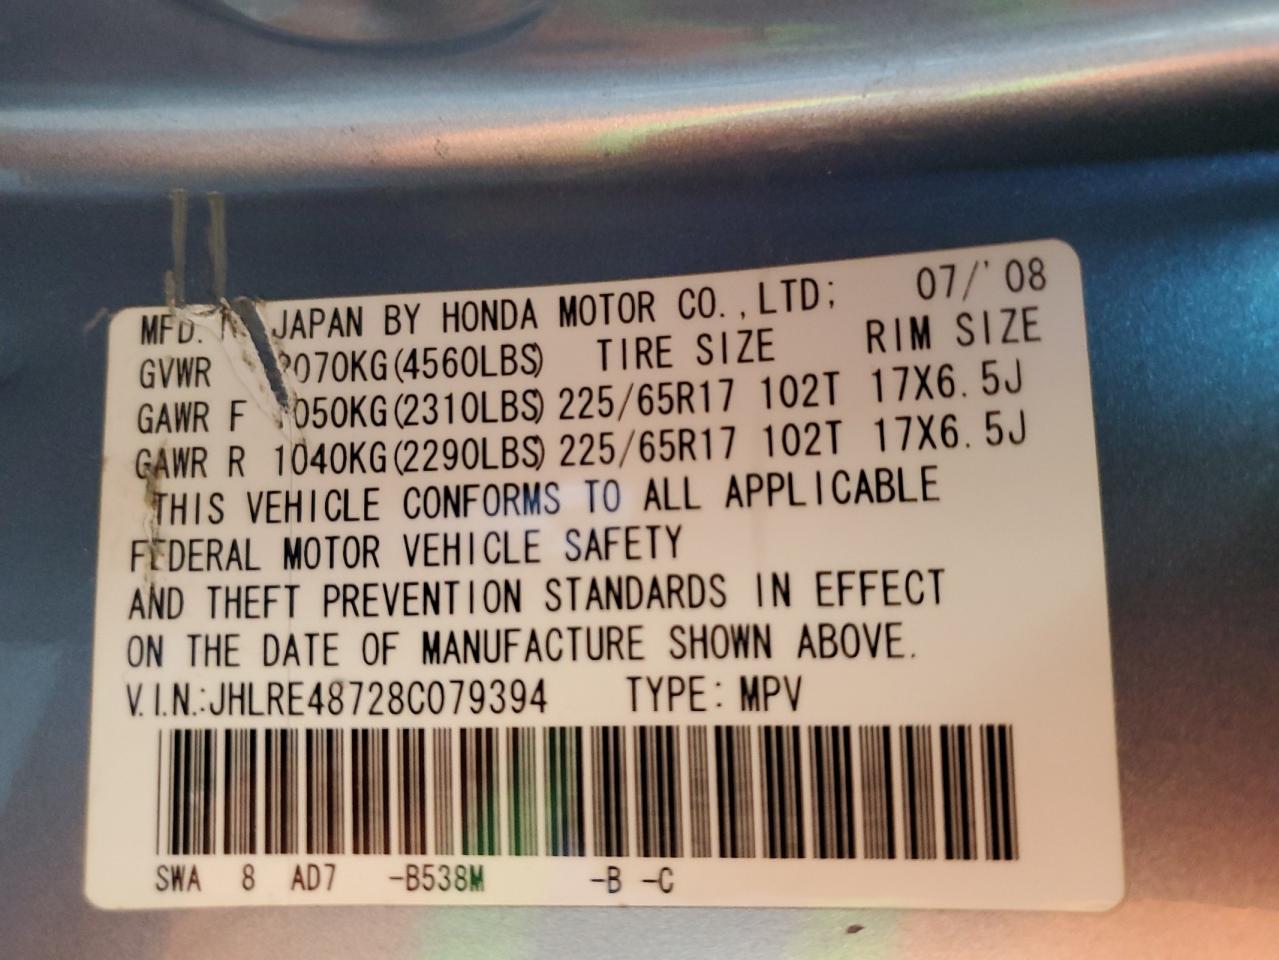 MFD. JAPAN BY HONDA MOTOR CO.,LTD; 07/'08
GVWR 2070KG(4560LBS) TIRE SIZE RIM SIZE
GAWR F 1050KG(2310LBS) 225/65R17 102T 17X6.5J
GAWR R 1040KG(2290LBS) 225/65R17 102T 17X6.5J
THIS VEHICLE CONFORMS TO ALL APPLICABLE
FEDERAL MOTOR VEHICLE SAFETY
AND THEFT PREVENTION STANDARDS IN EFFECT
ON THE DATE OF MANUFACTURE SHOWN ABOVE.
V.I.N.:JHLRE48728C079394 TYPE: MPV
SWA 8 AD7 -B538M -B -C